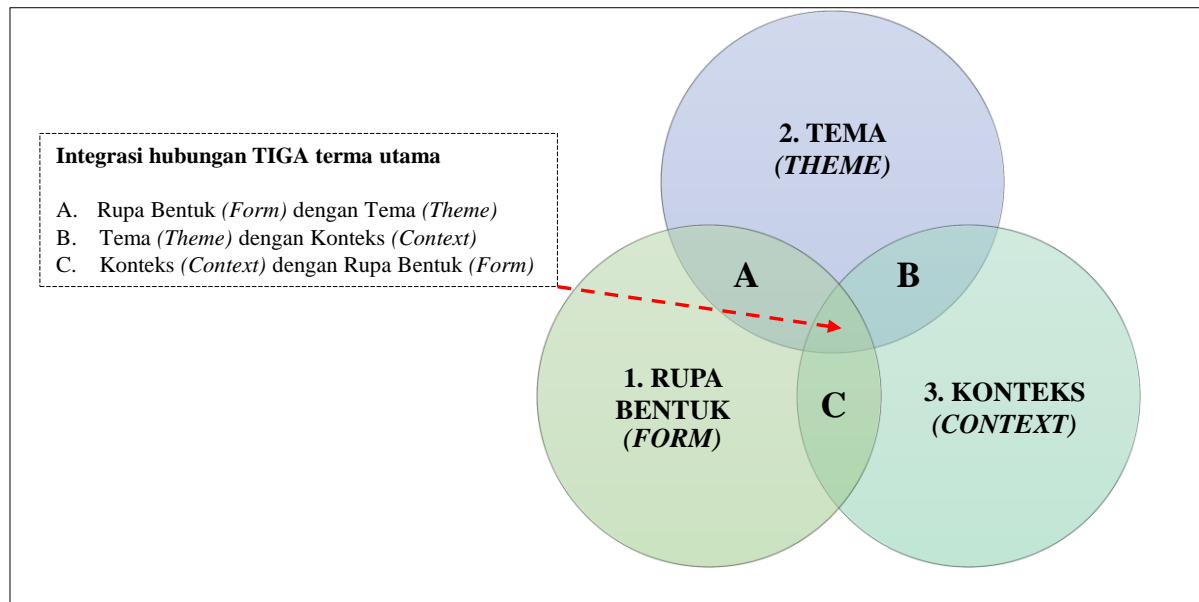 Integrasi hubungan TIGA terma utama
A. Rupa Bentuk (Form) dengan Tema (Theme)
B. Tema (Theme) dengan Konteks (Context)
C. Konteks (Context) dengan Rupa Bentuk (Form)
2. TEMA
(THEME)
A
B
1. RUPA
BENTUK
(FORM)
C
3. KONTEKS
(CONTEXT)